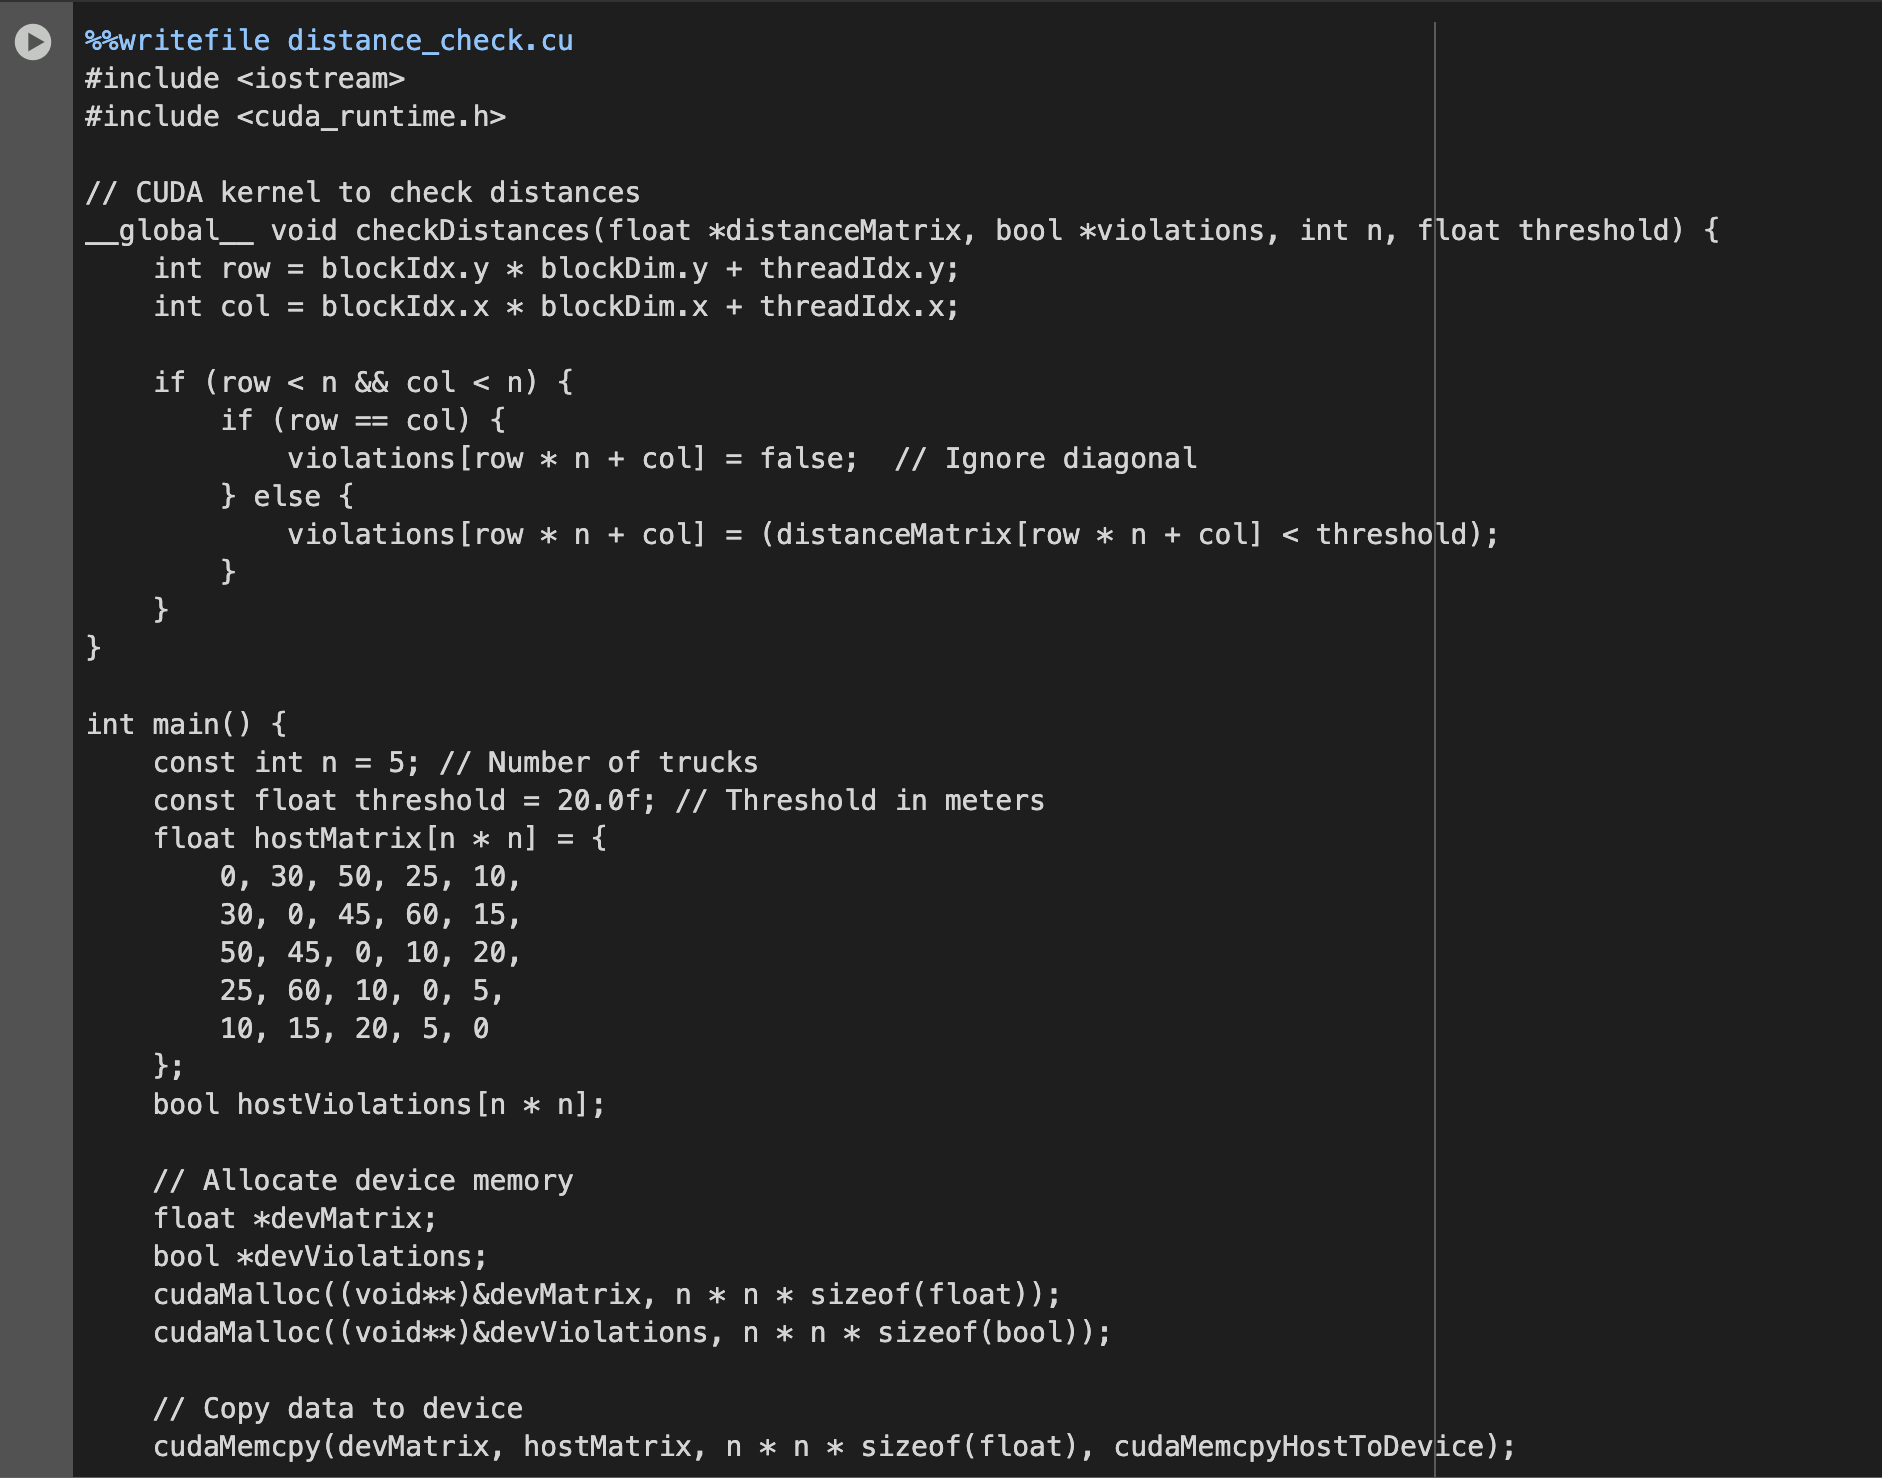 %%writefile distance_check.cu
#include <iostream>
#include <cuda_runtime.h>

// CUDA kernel to check distances
__global__ void checkDistances(float *distanceMatrix, bool *violations, int n, float threshold) {
    int row = blockIdx.y * blockDim.y + threadIdx.y;
    int col = blockIdx.x * blockDim.x + threadIdx.x;

    if (row < n && col < n) {
        if (row == col) {
            violations[row * n + col] = false;  // Ignore diagonal
        } else {
            violations[row * n + col] = (distanceMatrix[row * n + col] < threshold);
        }
    }
}

int main() {
    const int n = 5; // Number of trucks
    const float threshold = 20.0f; // Threshold in meters
    float hostMatrix[n * n] = {
        0, 30, 50, 25, 10,
        30, 0, 45, 60, 15,
        50, 45, 0, 10, 20,
        25, 60, 10, 0, 5,
        10, 15, 20, 5, 0
    };
    bool hostViolations[n * n];

    // Allocate device memory
    float *devMatrix;
    bool *devViolations;
    cudaMalloc((void**)&devMatrix, n * n * sizeof(float));
    cudaMalloc((void**)&devViolations, n * n * sizeof(bool));

    // Copy data to device
    cudaMemcpy(devMatrix, hostMatrix, n * n * sizeof(float), cudaMemcpyHostToDevice);